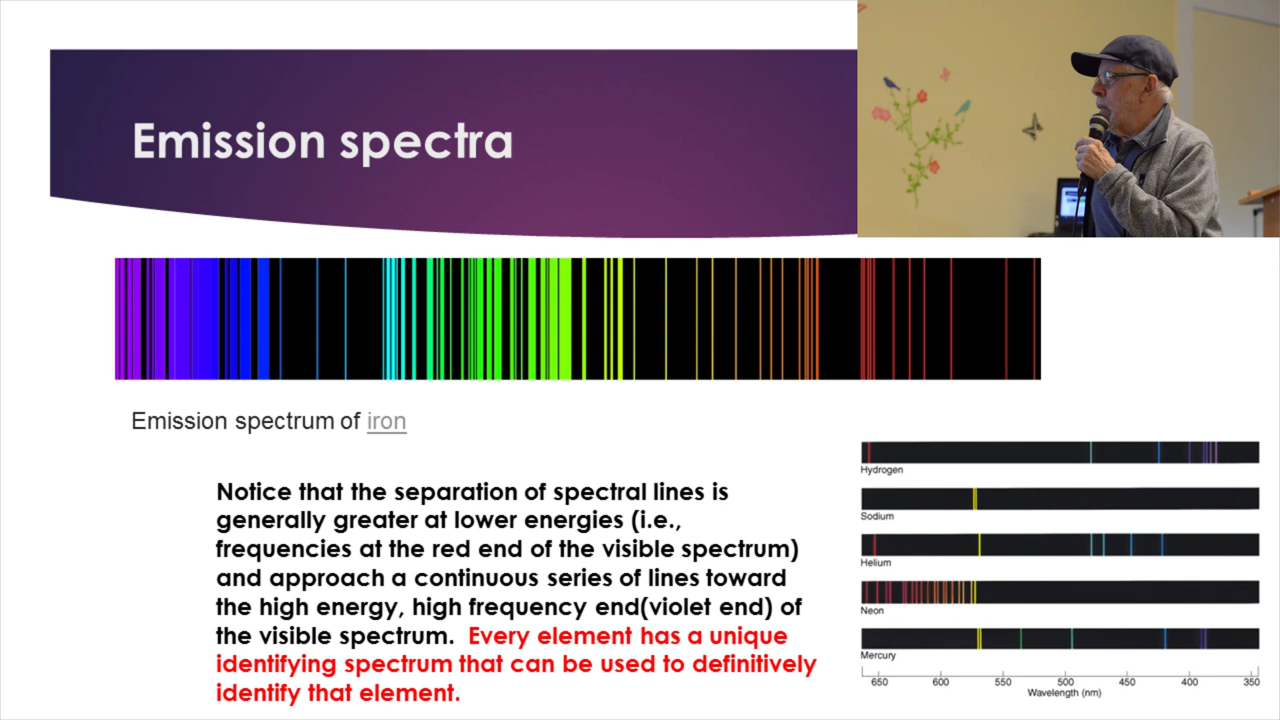 Emission spectra
Emission spectrum of iron
Notice that the separation of spectral lines is
generally greater at lower energies (i.e.,
frequencies at the red end of the visible spectrum)
and approach a continuous series of lines toward
the high energy, high frequency end(violet end) of
the visible spectrum.  Every element has a unique
identifying spectrum that can be used to definitively
identify that element.
Hydrogen
Sodium
Helium
Neon
Mercury
650 600 550 500 450 400 350
Wavelength (nm)